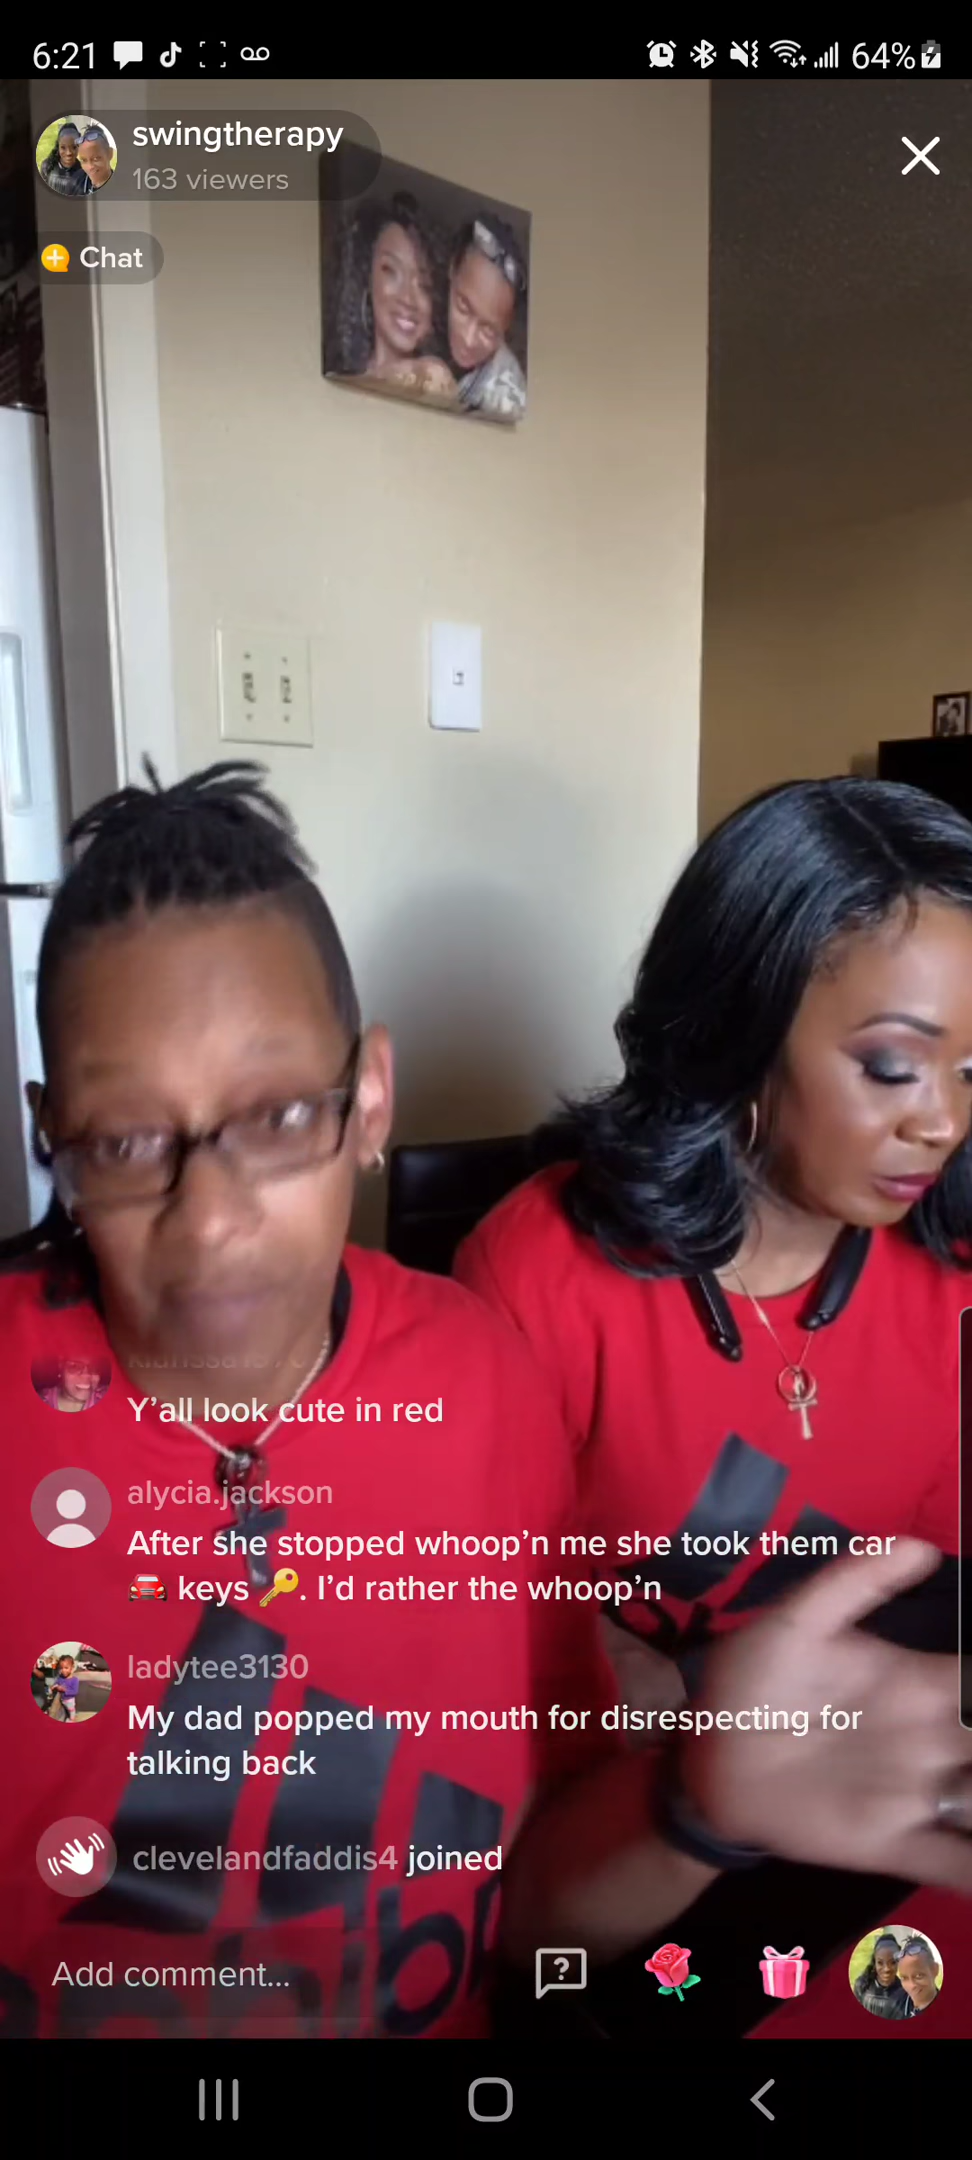 6:21
64%
swingtherapy
163 viewers
Chat
Y'all look cute in red
alycia.jackson
After she stopped whoop'n me she took them car
🚘 keys 🔑. I'd rather the whoop'n
ladytee3130
My dad popped my mouth for disrespecting for
talking back
clevelandfaddis4 joined
Add comment...